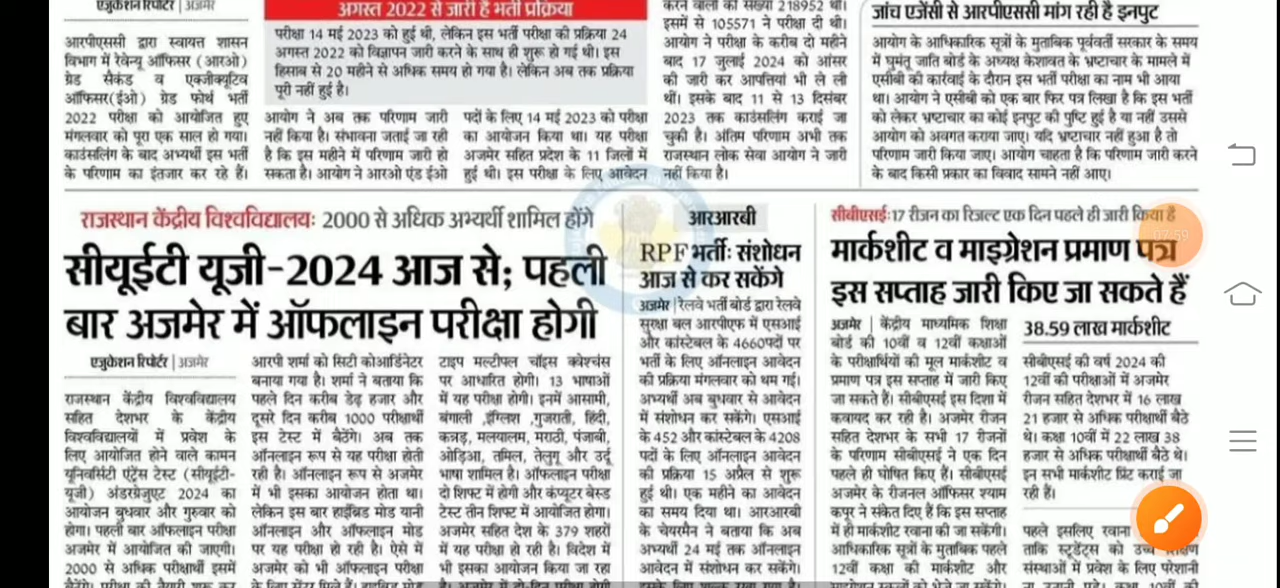 एजुकेशन रिपोर्टर | अजमेर
आरपीएससी द्वारा स्वायत्त शासन
विभाग में रेवेन्यू ऑफिसर (आरओ)
ग्रेड सैकंड व एक्जीक्यूटिव
ऑफिसर(ईओ) ग्रेड फोर्थ भर्ती
2022 परीक्षा को आयोजित हुए
मंगलवार को पूरा एक साल हो गया।
काउंसलिंग के बाद अभ्यर्थी इस भर्ती
के परिणाम का इंतजार कर रहे हैं।
अगस्त 2022 से जारी है भर्ती प्रक्रिया
परीक्षा 14 मई 2023 को हुई थी, लेकिन इस भर्ती परीक्षा की प्रक्रिया 24
अगस्त 2022 को विज्ञापन जारी करने के साथ ही शुरू हो गई थी। इस
हिसाब से 20 महीने से अधिक समय हो गया है। लेकिन अब तक प्रक्रिया
पूरी नहीं हुई है।
आयोग ने अब तक परिणाम जारी
नहीं किया है। संभावना जताई जा रही
है कि इस महीने में परिणाम जारी हो
सकता है। आयोग ने आरओ एंड ईओ
पदों के लिए 14 मई 2023 को परीक्षा
का आयोजन किया था। यह परीक्षा
अजमेर सहित प्रदेश के 11 जिलों में
हुई थी। इस परीक्षा के लिए आवेदन
करने वालों की संख्या 218952 थी।
इसमें से 105571 ने परीक्षा दी थी।
आयोग ने परीक्षा के करीब दो महीने
बाद 17 जुलाई 2024 को आंसर
की जारी कर आपत्तियां भी ले ली
थीं। इसके बाद 11 से 13 दिसंबर
2023 तक काउंसलिंग कराई जा
चुकी है। अंतिम परिणाम अभी तक
राजस्थान लोक सेवा आयोग ने जारी
नहीं किया है।
जांच एजेंसी से आरपीएससी मांग रही है इनपुट
आयोग के आधिकारिक सूत्रों के मुताबिक पूर्ववर्ती सरकार के समय
में घुमंतू जाति बोर्ड के अध्यक्ष केशावत के भ्रष्टाचार के मामले में
एसीबी की कार्रवाई के दौरान इस भर्ती परीक्षा का नाम भी आया
था। आयोग ने एसीबी को एक बार फिर पत्र लिखा है कि इस भर्ती
को लेकर भ्रष्टाचार का कोई इनपुट की पुष्टि हुई है या नहीं उससे
आयोग को अवगत कराया जाए। यदि भ्रष्टाचार नहीं हुआ है तो
परिणाम जारी किया जाए। आयोग चाहता है कि परिणाम जारी करने
के बाद किसी प्रकार का विवाद सामने नहीं आए।
राजस्थान केंद्रीय विश्वविद्यालयः 2000 से अधिक अभ्यर्थी शामिल होंगे
सीयूईटी यूजी-2024 आज से; पहली
बार अजमेर में ऑफलाइन परीक्षा होगी
एजुकेशन रिपोर्टर | अजमेर
राजस्थान केंद्रीय विश्वविद्यालय
सहित देशभर के केंद्रीय
विश्वविद्यालयों में प्रवेश के
लिए आयोजित होने वाले कामन
यूनिवर्सिटी एंट्रेंस टेस्ट (सीयूईटी-
यूजी) अंडरग्रेजुएट 2024 का
आयोजन बुधवार और गुरुवार को
होगा। पहली बार ऑफलाइन परीक्षा
अजमेर में आयोजित की जाएगी।
2000 से अधिक परीक्षार्थी इसमें
आरपी शर्मा को सिटी कोआर्डिनेटर
बनाया गया है। शर्मा ने बताया कि
पहले दिन करीब डेढ़ हजार और
दूसरे दिन करीब 1000 परीक्षार्थी
इस टेस्ट में बैठेंगे। अब तक
ऑनलाइन रूप से यह परीक्षा होती
रही है। ऑनलाइन रूप से अजमेर
में भी इसका आयोजन होता था।
लेकिन इस बार हाईब्रिड मोड यानी
ऑनलाइन और ऑफलाइन मोड
पर यह परीक्षा हो रही है। ऐसे में
अजमेर को भी ऑफलाइन परीक्षा
टाइप मल्टीपल चॉइस क्वेश्चंस
पर आधारित होगी। 13 भाषाओं
में यह परीक्षा होगी। इनमें आसामी,
बंगाली ,इंग्लिश ,गुजराती, हिंदी,
कन्नड़, मलयालम, मराठी, पंजाबी,
ओड़िआ, तमिल, तेलुगु और उर्दू
भाषा शामिल है। ऑफलाइन परीक्षा
दो शिफ्ट में होगी और कंप्यूटर बेस्ड
टेस्ट तीन शिफ्ट में आयोजित होगा।
अजमेर सहित देश के 379 शहरों
में यह परीक्षा हो रही है। विदेश में
भी इसका आयोजन किया जा रहा
आरआरबी
RPF भर्तीः संशोधन
आज से कर सकेंगे
अजमेर | रेलवे भर्ती बोर्ड द्वारा रेलवे
सुरक्षा बल आरपीएफ में एसआई
और कांस्टेबल के 4660पदों पर
भर्ती के लिए ऑनलाइन आवेदन
की प्रक्रिया मंगलवार को थम गई।
अभ्यर्थी अब बुधवार से आवेदन
में संशोधन कर सकेंगे। एसआई
के 452 और कांस्टेबल के 4208
पदों के लिए ऑनलाइन आवेदन
की प्रक्रिया 15 अप्रैल से शुरू
हुई थी। एक महीने का आवेदन
का समय दिया था। आरआरबी
के चेयरमैन ने बताया कि अब
अभ्यर्थी 24 मई तक ऑनलाइन
आवेदन में संशोधन कर सकेंगे।
सीबीएसईः 17 रीजन का रिजल्ट एक दिन पहले ही जारी किया है
मार्कशीट व माइग्रेशन प्रमाण पत्र
इस सप्ताह जारी किए जा सकते हैं
अजमेर | केंद्रीय माध्यमिक शिक्षा
बोर्ड की 10वीं व 12वीं कक्षाओं
के परीक्षार्थियों की मूल मार्कशीट व
प्रमाण पत्र इस सप्ताह में जारी किए
जा सकते हैं। सीबीएसई इस दिशा में
कवायद कर रही है। अजमेर रीजन
सहित देशभर के सभी 17 रीजनों
के परिणाम सीबीएसई ने एक दिन
पहले ही घोषित किए हैं। सीबीएसई
अजमेर के रीजनल ऑफिसर श्याम
कपूर ने संकेत दिए हैं कि इस सप्ताह
में ही मार्कशीट रवाना की जा सकेंगी।
आधिकारिक सूत्रों के मुताबिक पहले
12वीं कक्षा की मार्कशीट और
38.59 लाख मार्कशीट
सीबीएसई की वर्ष 2024 की
12वीं की परीक्षाओं में अजमेर
रीजन सहित देशभर में 16 लाख
21 हजार से अधिक परीक्षार्थी बैठे
थे। कक्षा 10वीं में 22 लाख 38
हजार से अधिक परीक्षार्थी बैठे थे।
इन सभी मार्कशीट प्रिंट कराई जा
रही हैं।
पहले इसलिए रवाना
ताकि स्टूडेंट्स को उच्च शिक्षण
संस्थाओं में प्रवेश के लिए परेशानी
07:59